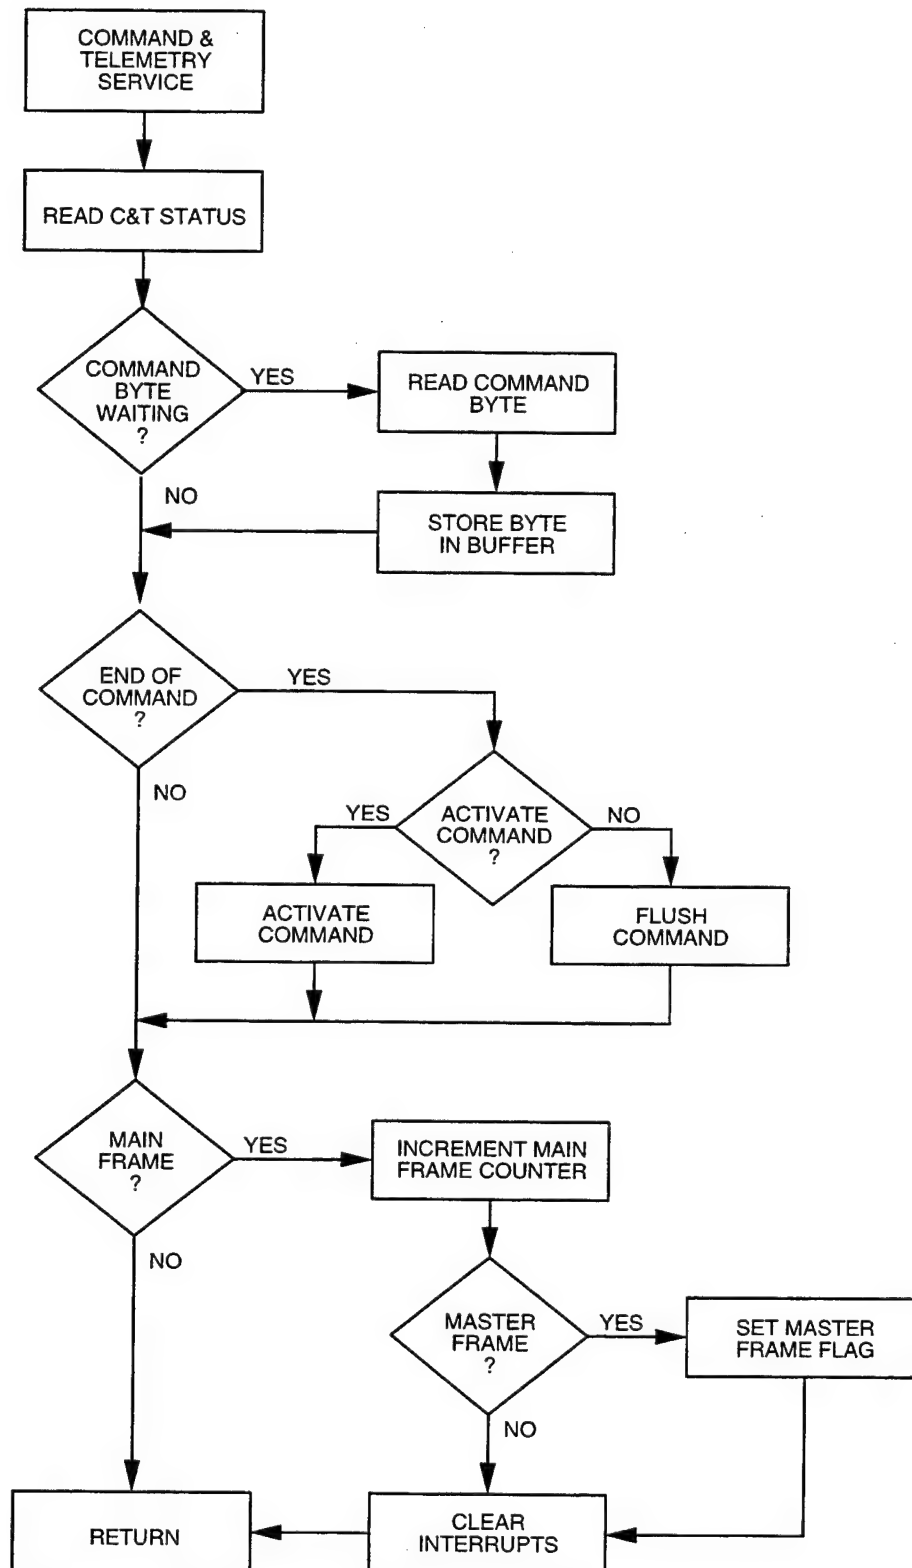 COMMAND &
TELEMETRY
SERVICE
READ C&T STATUS
COMMAND
BYTE
WAITING
?
YES
READ COMMAND
BYTE
NO
STORE BYTE
IN BUFFER
END OF
COMMAND
?
YES
NO
ACTIVATE
COMMAND
?
YES
NO
ACTIVATE
COMMAND
FLUSH
COMMAND
MAIN
FRAME
?
YES
INCREMENT MAIN
FRAME COUNTER
NO
MASTER
FRAME
?
YES
SET MASTER
FRAME FLAG
NO
CLEAR
INTERRUPTS
RETURN